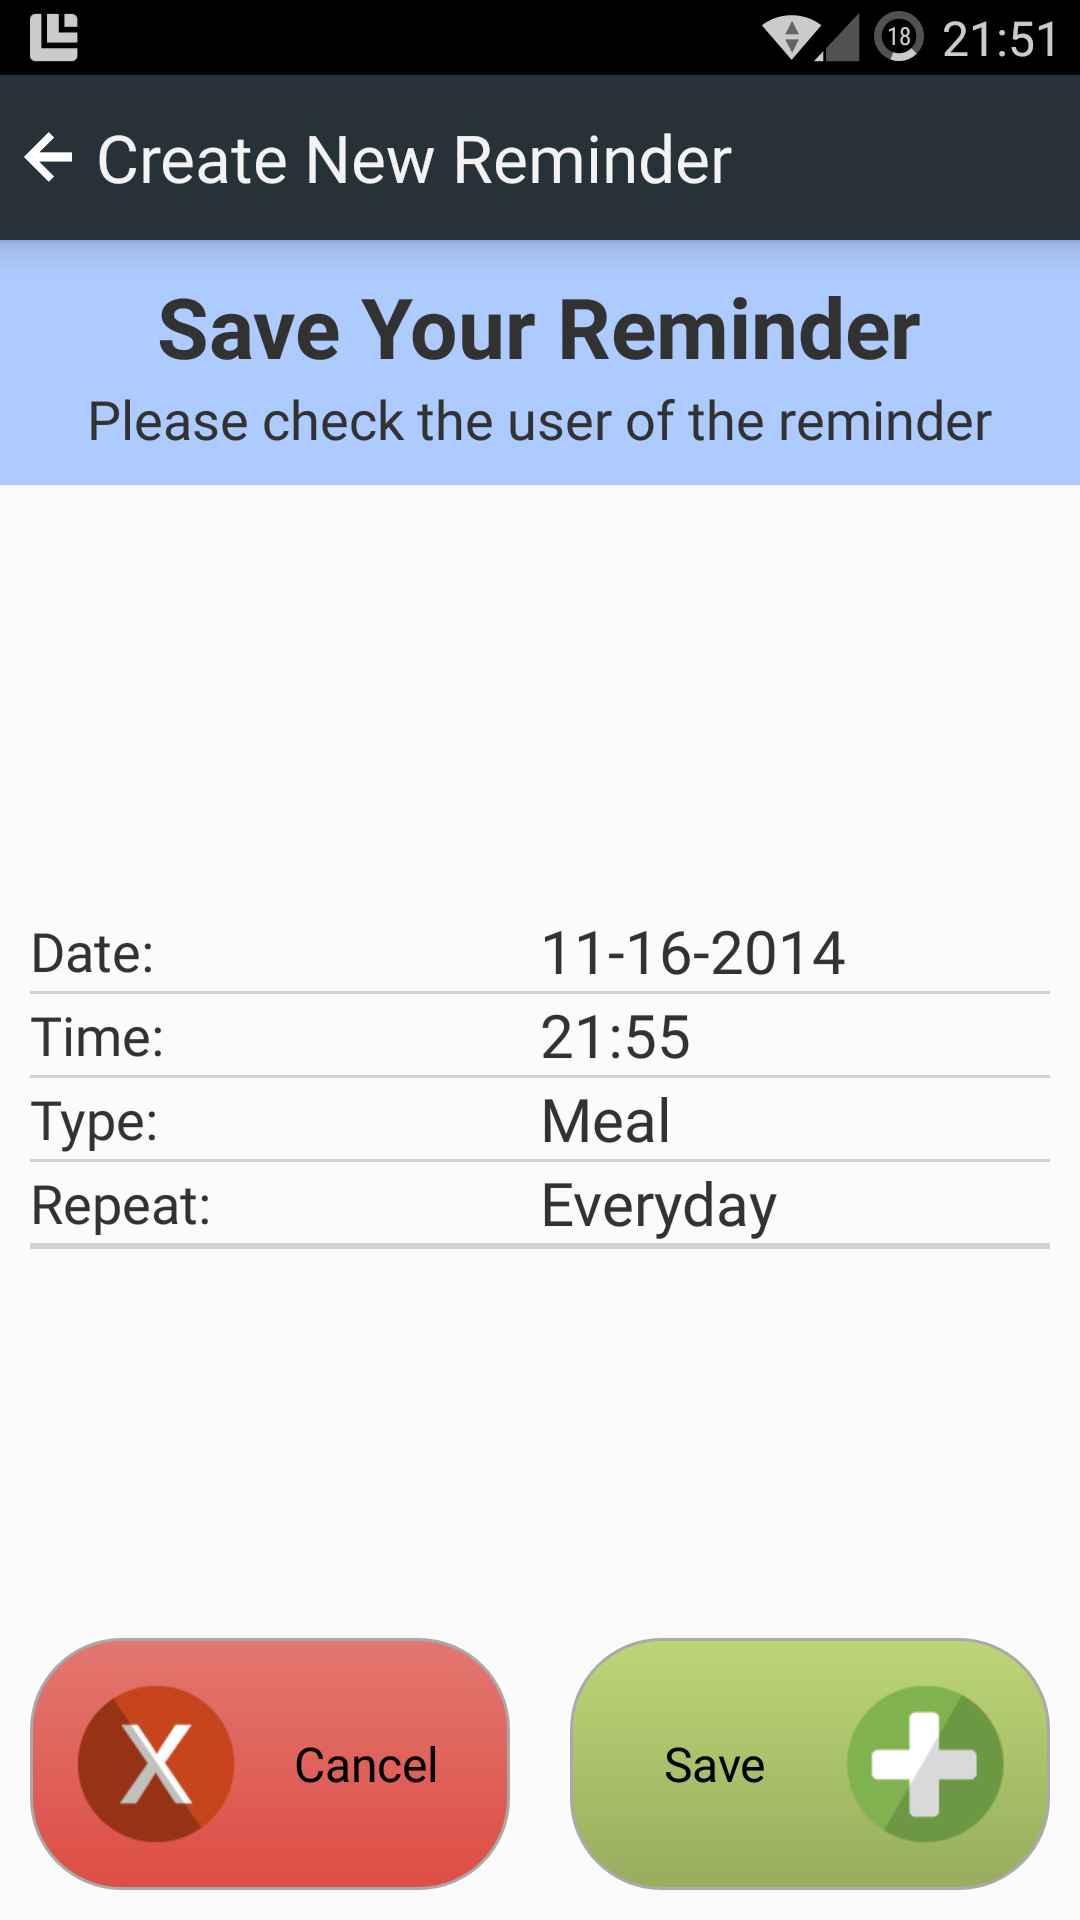 18 21:51
Create New Reminder
Save Your Reminder
Please check the user of the reminder
Date: 11-16-2014
Time: 21:55
Type: Meal
Repeat: Everyday
X Cancel Save